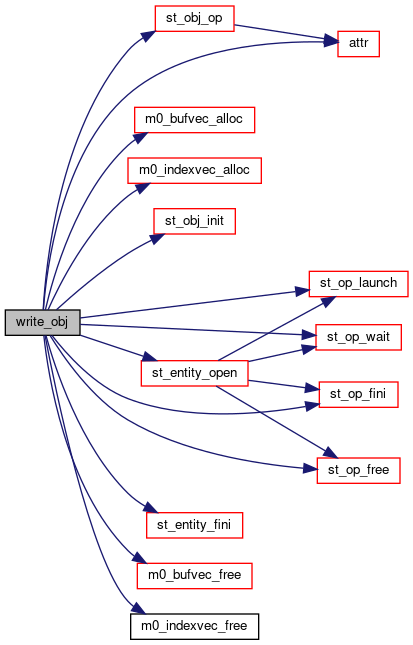 st_obj_op
attr
m0_bufvec_alloc
m0_indexvec_alloc
st_obj_init
st_op_launch
write_obj
st_op_wait
st_entity_open
st_op_fini
st_op_free
st_entity_fini
m0_bufvec_free
m0_indexvec_free